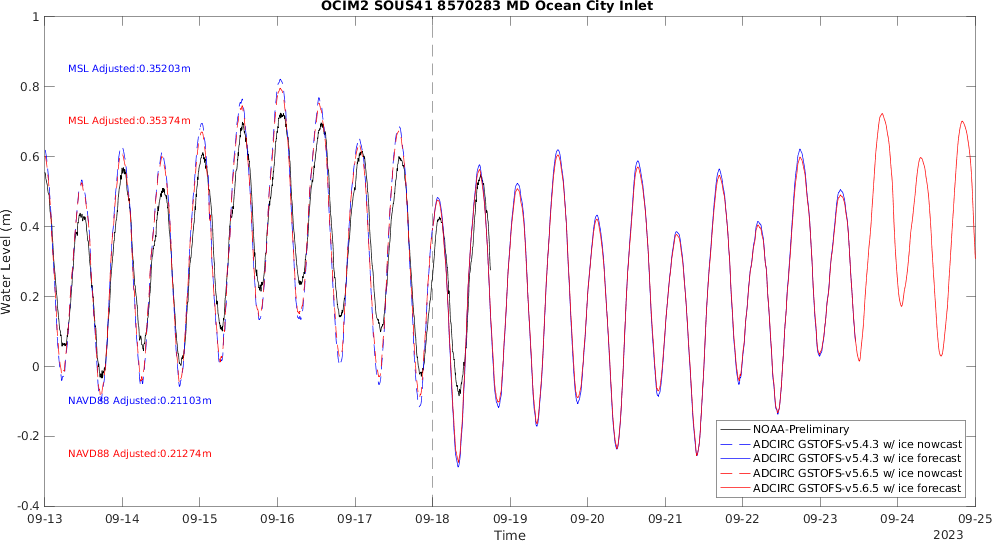 OCIM2 SOUS41 8570283 MD Ocean City Inlet
1
0.8
0.6
0.4
0.2
0
-0.2
-0.4
Water Level (m)
MSL Adjusted:0.35203m
MSL Adjusted:0.35374m
NAVD88 Adjusted:0.21103m
NAVD88 Adjusted:0.21274m
NOAA-Preliminary
ADCIRC GSTOFS-v5.4.3 w/ ice nowcast
ADCIRC GSTOFS-v5.4.3 w/ ice forecast
ADCIRC GSTOFS-v5.6.5 w/ ice nowcast
ADCIRC GSTOFS-v5.6.5 w/ ice forecast
09-13 09-14 09-15 09-16 09-17 09-18 09-19 09-20 09-21 09-22 09-23 09-24 09-25
Time
2023